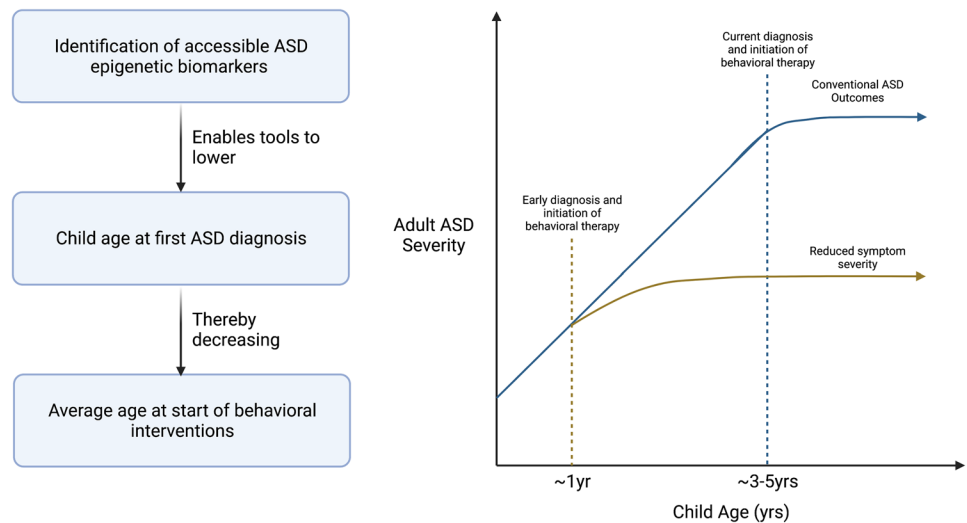 Identification of accessible ASD
epigenetic biomarkers
Enables tools to
lower
Child age at first ASD diagnosis
Thereby
decreasing
Average age at start of behavioral
interventions
Current diagnosis
and initiation of
behavioral therapy
Conventional ASD
Outcomes
Early diagnosis and
initiation of
behavioral therapy
Adult ASD
Severity
Reduced symptom
severity
~1yr
~3-5yrs
Child Age (yrs)